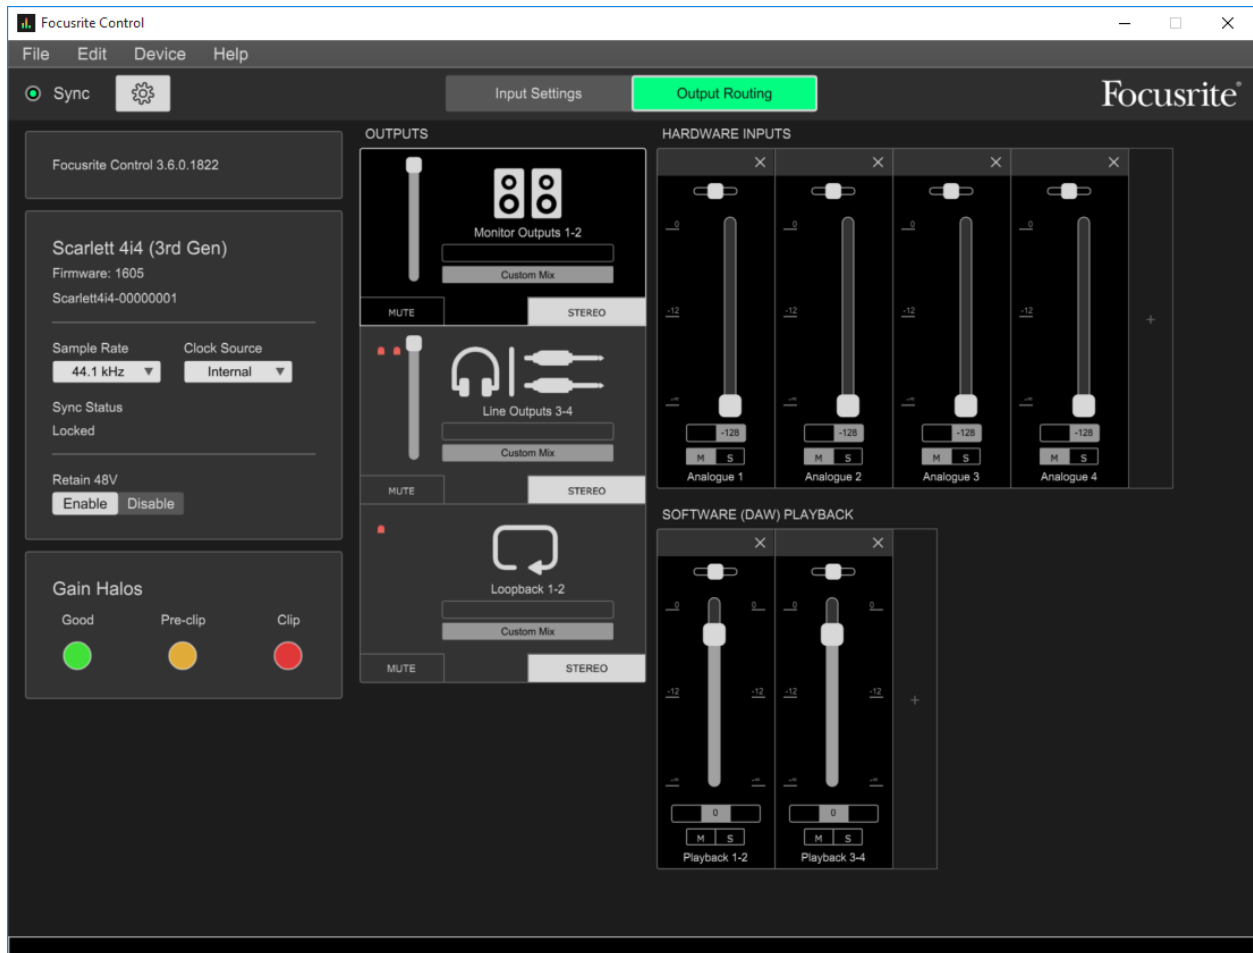 Focusrite Control
File Edit Device Help
Sync
Input Settings
Output Routing
Focusrite®
Focusrite Control 3.6.0.1822
Scarlett 4i4 (3rd Gen)
Firmware: 1605
Scarlett4i4-00000001
Sample Rate Clock Source
44.1 kHz Internal
Sync Status
Locked
Retain 48V
Enable Disable
Gain Halos
Good Pre-clip Clip
OUTPUTS
Monitor Outputs 1-2
Custom Mix
MUTE STEREO
Line Outputs 3-4
Custom Mix
MUTE STEREO
Loopback 1-2
Custom Mix
MUTE STEREO
HARDWARE INPUTS
0 0 0 0
-12 -12 -12 -12
-∞ -∞ -∞ -∞
-128 -128 -128 -128
M S M S M S M S
Analogue 1 Analogue 2 Analogue 3 Analogue 4
+
SOFTWARE (DAW) PLAYBACK
0 0 0 0
-12 -12 -12 -12
-∞ -∞ -∞ -∞
0 0
M S M S
Playback 1-2 Playback 3-4
+